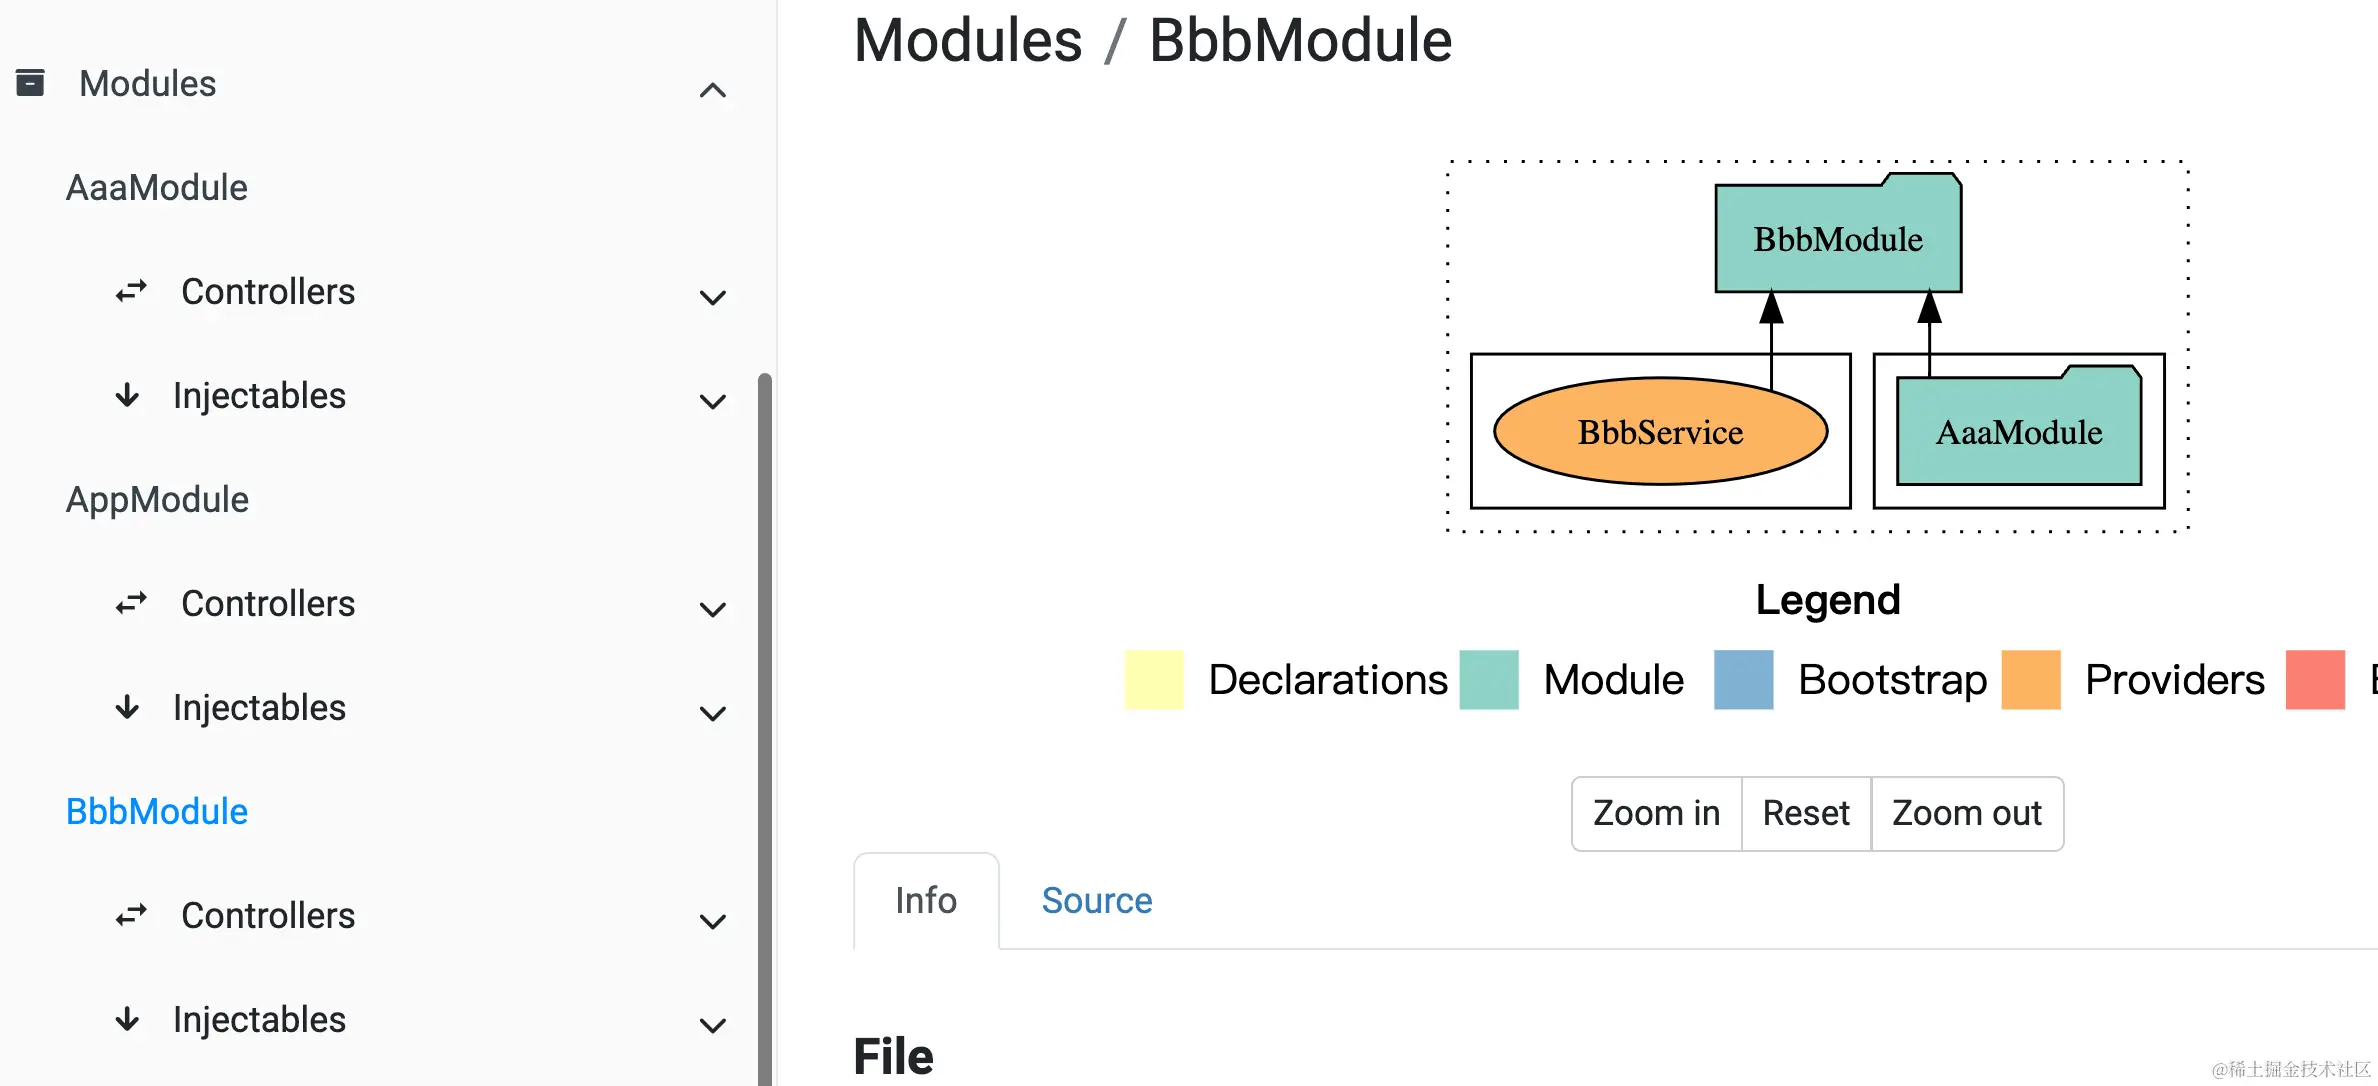 Modules
AaaModule
Controllers
Injectables
AppModule
Controllers
Injectables
BbbModule
Controllers
Injectables
Modules / BbbModule
BbbModule
BbbService
AaaModule
Legend
Declarations Module Bootstrap Providers
Zoom in Reset Zoom out
Info Source
File
@稀土掘金技术社区